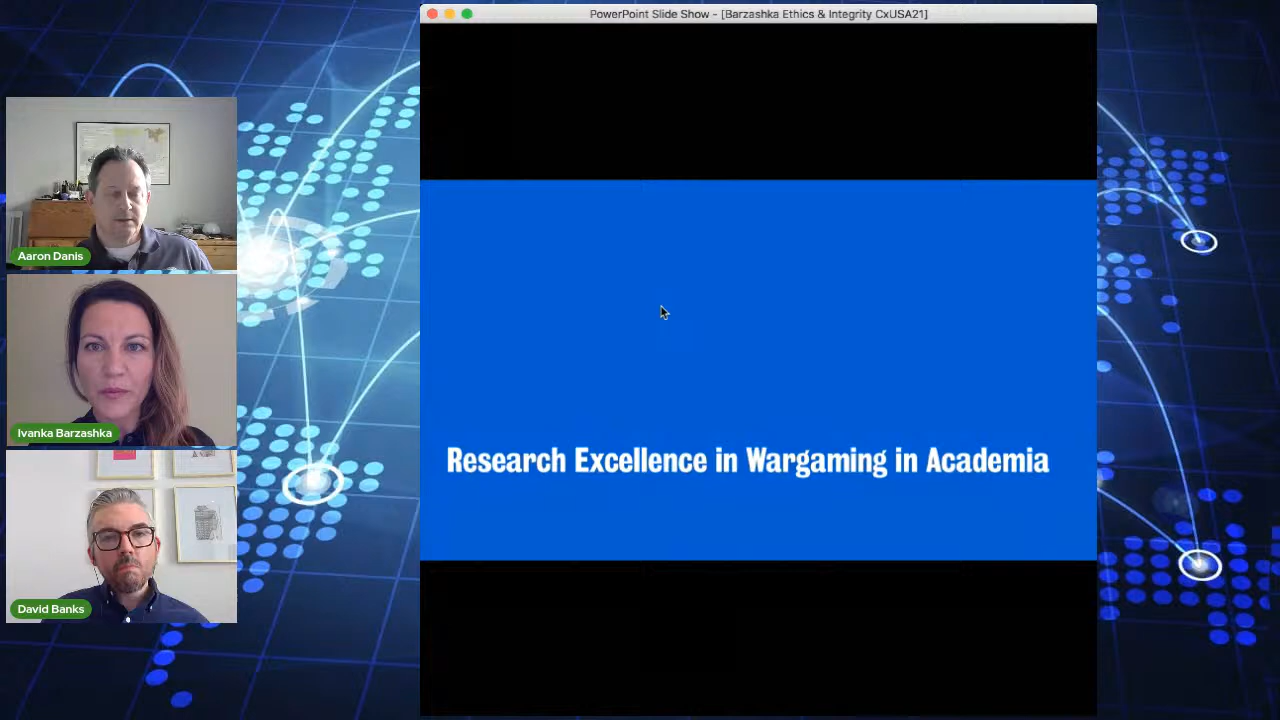 PowerPoint Slide Show - [Barzashka Ethics & Integrity CxUSA21]
Aaron Danis
Ivanka Barzashka
David Banks
Research Excellence in Wargaming in Academia